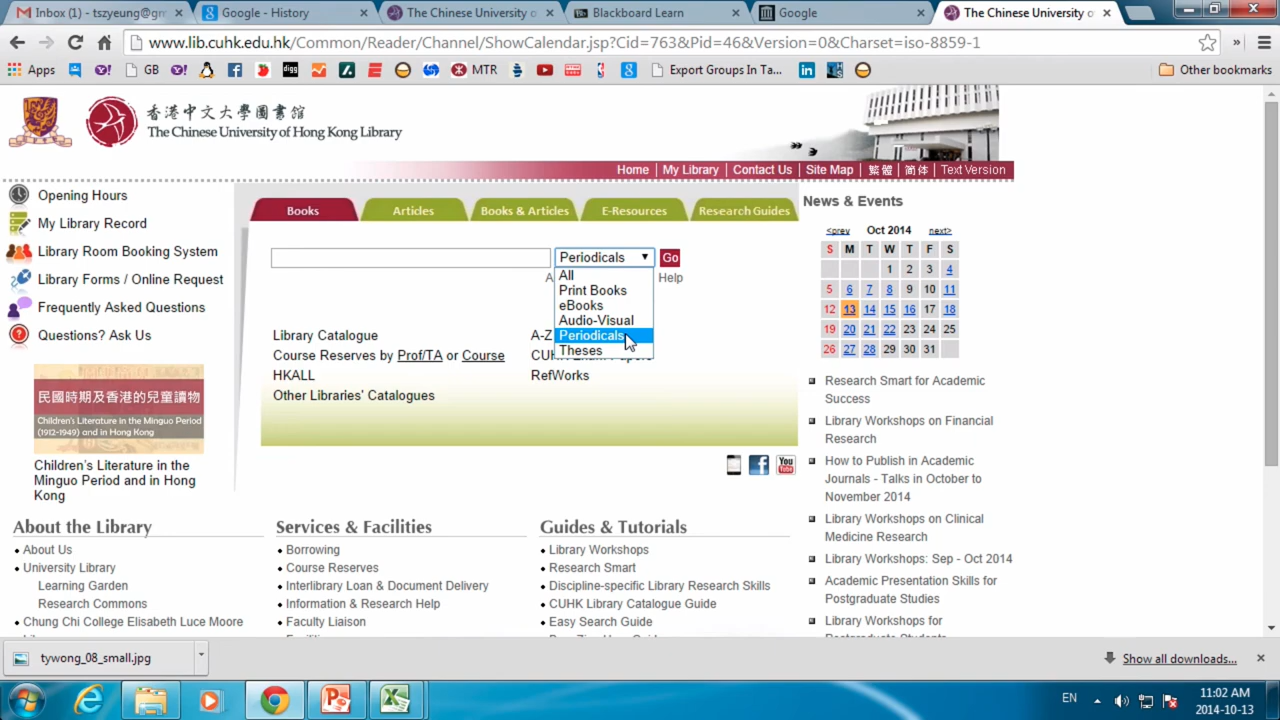 Inbox (1) - tszyeung@gm
Google - History
The Chinese University o
Blackboard Learn
Google
The Chinese University o
www.lib.cuhk.edu.hk/Common/Reader/Channel/ShowCalendar.jsp?Cid=763&Pid=46&Version=0&Charset=iso-8859-1
Apps
GB
digg
MTR
Export Groups In Ta...
Other bookmarks
香港中文大學圖書館
The Chinese University of Hong Kong Library
Home | My Library | Contact Us | Site Map | 繁體 | 简体 | Text Version
Opening Hours
My Library Record
Library Room Booking System
Library Forms / Online Request
Frequently Asked Questions
Questions? Ask Us
民國時期及香港的兒童讀物
Children's Literature in the Minguo Period
(1912-1949) and in Hong Kong
Children's Literature in the
Minguo Period and in Hong
Kong
Books
Articles
Books & Articles
E-Resources
Research Guides
Periodicals
Go
All
Print Books
eBooks
Audio-Visual
Periodicals
Theses
Help
Library Catalogue
Course Reserves by Prof/TA or Course
HKALL
Other Libraries' Catalogues
A-Z
RefWorks
You
News & Events
<prev Oct 2014 next>
S M T W T F S
1 2 3 4
5 6 7 8 9 10 11
12 13 14 15 16 17 18
19 20 21 22 23 24 25
26 27 28 29 30 31
Research Smart for Academic
Success
Library Workshops on Financial
Research
How to Publish in Academic
Journals - Talks in October to
November 2014
Library Workshops on Clinical
Medicine Research
Library Workshops: Sep - Oct 2014
Academic Presentation Skills for
Postgraduate Studies
Library Workshops for
About the Library
About Us
University Library
Learning Garden
Research Commons
Chung Chi College Elisabeth Luce Moore
Services & Facilities
Borrowing
Course Reserves
Interlibrary Loan & Document Delivery
Information & Research Help
Faculty Liaison
Guides & Tutorials
Library Workshops
Research Smart
Discipline-specific Library Research Skills
CUHK Library Catalogue Guide
Easy Search Guide
tywong_08_small.jpg
Show all downloads...
EN
11:02 AM
2014-10-13